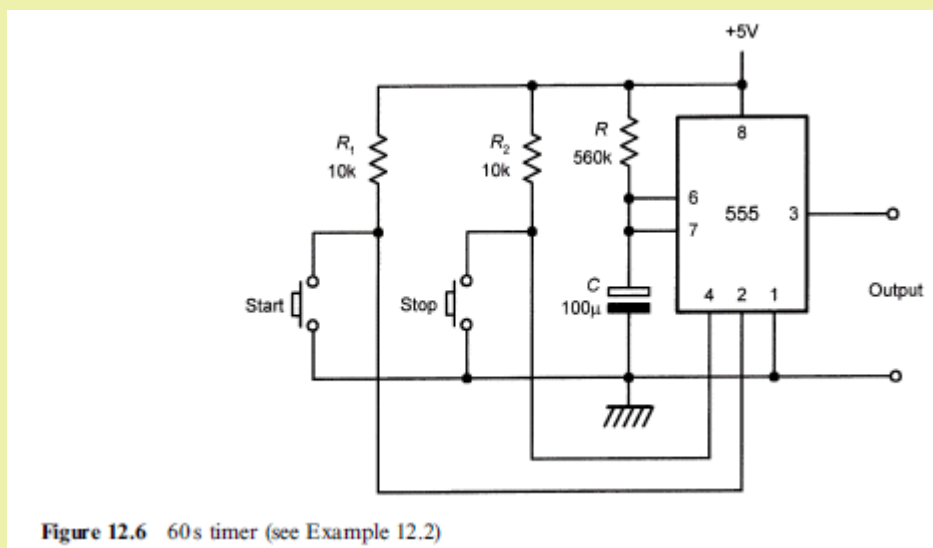 +5V
R1
10k
R2
10k
R
560k
8
6
555
3
7
Start
Stop
C
100μ
4 2 1
Output
Figure 12.6 60 s timer (see Example 12.2)